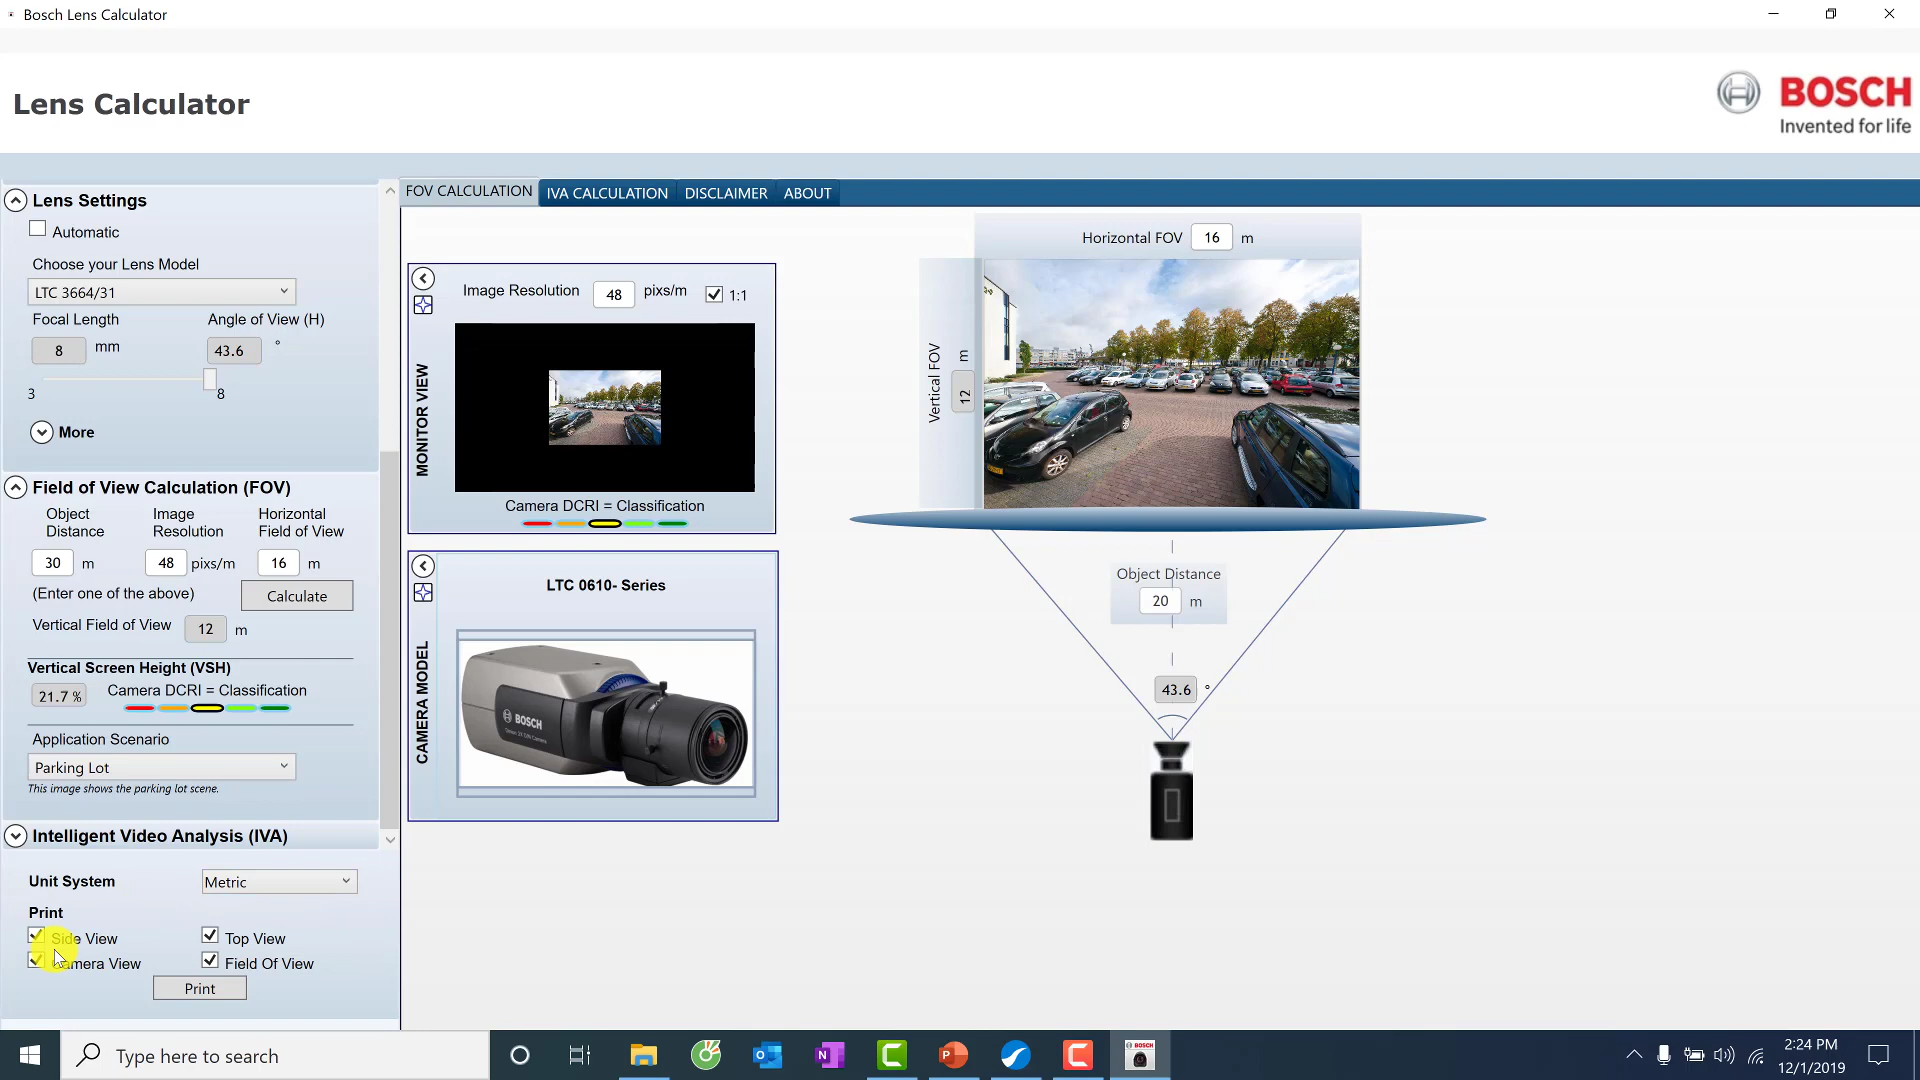 Bosch Lens Calculator
Lens Calculator
BOSCH
Invented for life
Lens Settings
Automatic
Choose your Lens Model
LTC 3664/31
Focal Length
Angle of View (H)
8 mm
43.6 °
3
8
More
Field of View Calculation (FOV)
Object Distance
Image Resolution
Horizontal Field of View
30 m
48 pixs/m
16 m
(Enter one of the above)
Calculate
Vertical Field of View 12 m
Vertical Screen Height (VSH)
21.7 %
Camera DCRI = Classification
Application Scenario
Parking Lot
This image shows the parking lot scene.
Intelligent Video Analysis (IVA)
Unit System
Metric
Print
Side View
Top View
Camera View
Field Of View
Print
FOV CALCULATION
IVA CALCULATION
DISCLAIMER
ABOUT
MONITOR VIEW
Image Resolution 48 pixs/m
1:1
Camera DCRI = Classification
CAMERA MODEL
LTC 0610- Series
BOSCH
Horizontal FOV 16 m
Vertical FOV 12 m
Object Distance
20 m
43.6 °
Type here to search
2:24 PM
12/1/2019